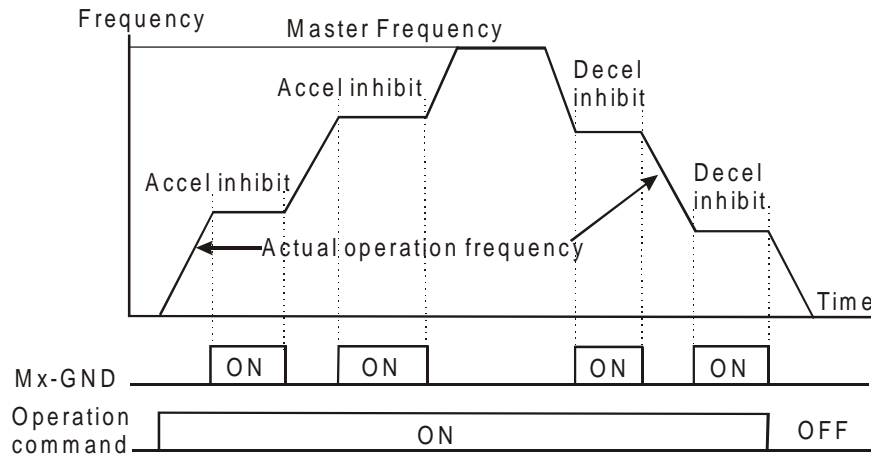 Frequency
Master Frequency
Accel inhibit
Decel
inhibit
Accel inhibit
Decel
inhibit
Actual operation frequency
Time
ON
ON
ON
ON
Mx-GND
Operation
command
ON
OFF